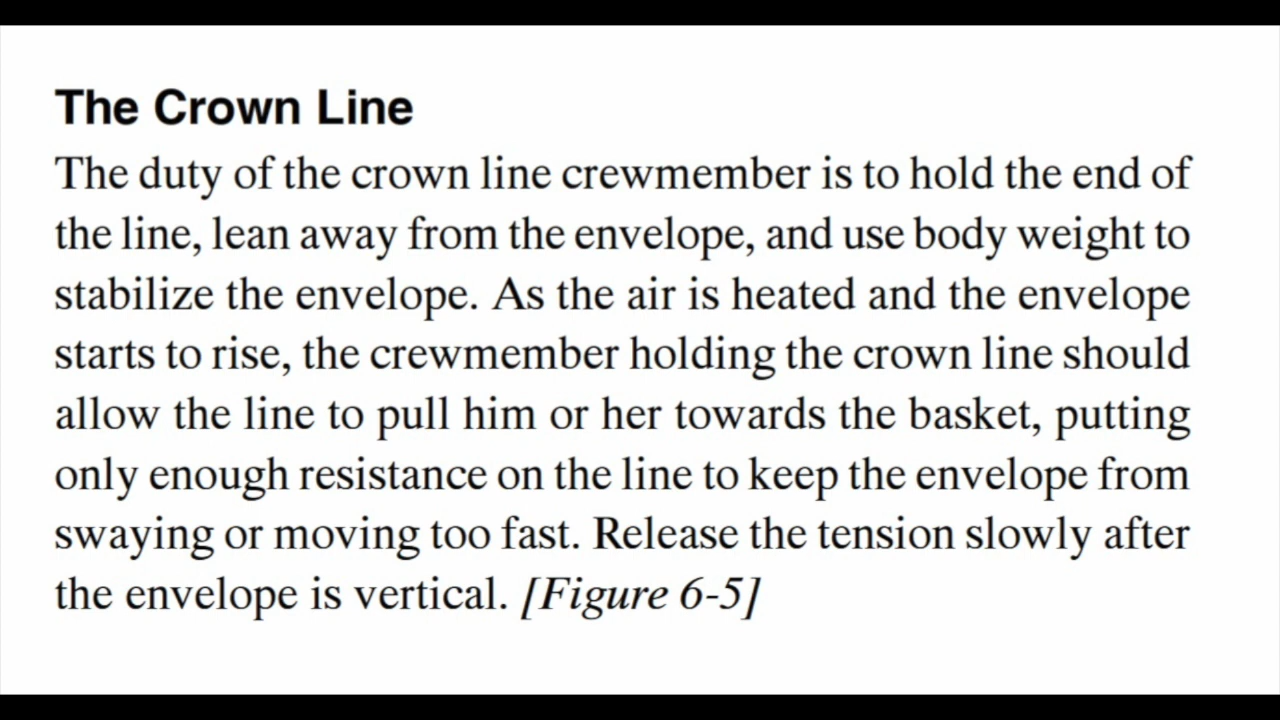 The Crown Line
The duty of the crown line crewmember is to hold the end of
the line, lean away from the envelope, and use body weight to
stabilize the envelope. As the air is heated and the envelope
starts to rise, the crewmember holding the crown line should
allow the line to pull him or her towards the basket, putting
only enough resistance on the line to keep the envelope from
swaying or moving too fast. Release the tension slowly after
the envelope is vertical. [Figure 6-5]